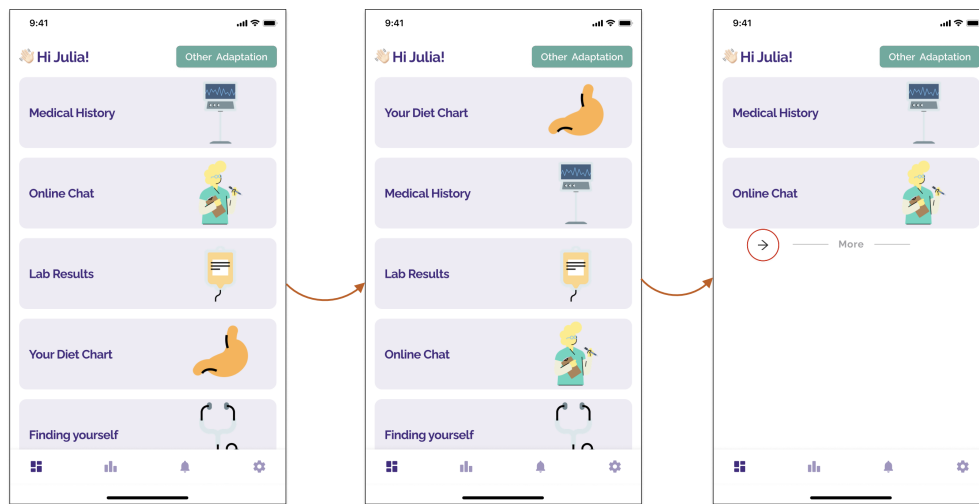 9:41
Hi Julia!
Other Adaptation
Medical History
Online Chat
Lab Results
Your Diet Chart
Finding yourself
9:41
Hi Julia!
Other Adaptation
Your Diet Chart
Medical History
Lab Results
Online Chat
Finding yourself
9:41
Hi Julia!
Other Adaptation
Medical History
Online Chat
More